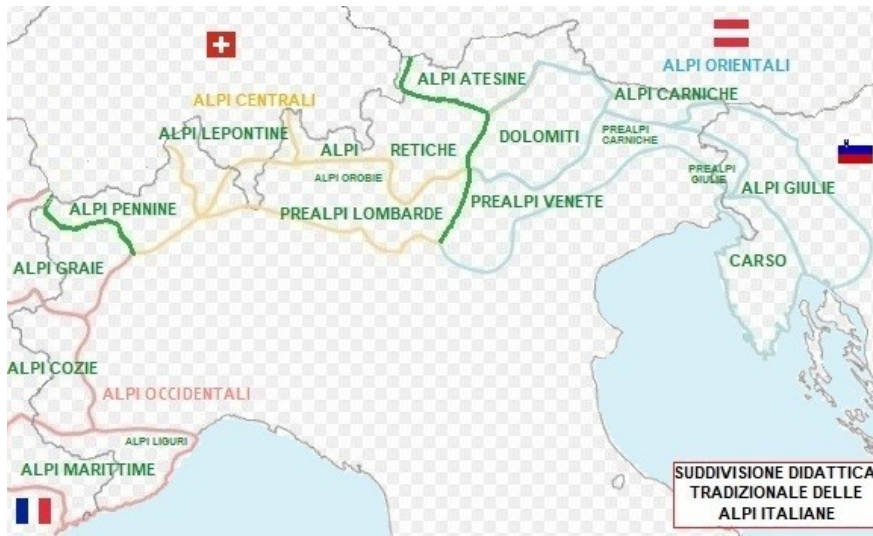 ALPI ORIENTALI
ALPI ATESINE
ALPI CARNICHE
ALPI CENTRALI
ALPI LEPONTINE
DOLOMITI
PREALPI
CARNICHE
ALPI RETICHE
ALPI OROBIE
PREALPI
GIULIE
ALPI GIULIE
ALPI PENNINE
PREALPI LOMBARDE
PREALPI VENETE
CARSO
ALPI GRAIE
ALPI COZIE
ALPI OCCIDENTALI
ALPI LIGURI
ALPI MARITTIME
SUDDIVISIONE DIDATTICA
TRADIZIONALE DELLE
ALPI ITALIANE